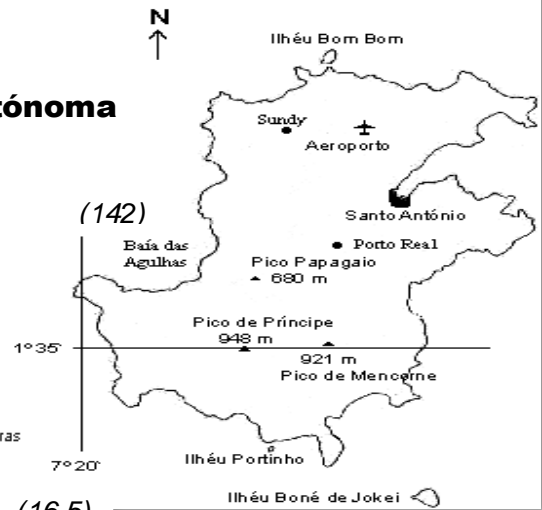 N
Ilhéu Bom Bom
tónoma
Sundy
Aeroporto
(142)
Santo António
Baía das
Agulhas
Porto Real
Pico Papagaio
680 m
Pico de Príncipe
948 m
1°35'
921 m
Pico de Mencorne
ras
Ilhéu Portinho
7°20'
Ilhéu Boné de Jokei
(16,5)